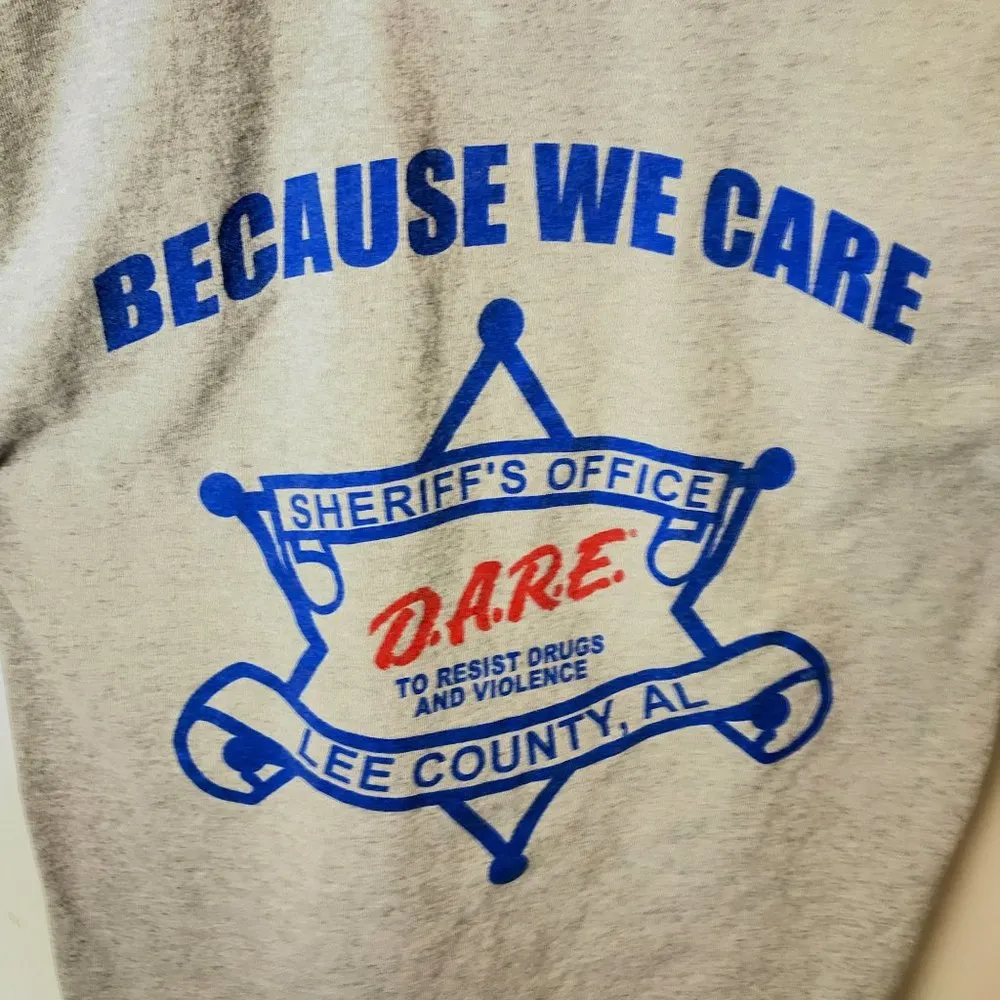 BECAUSE WE CARE
SHERIFF'S OFFICE
D.A.R.E.®
TO RESIST DRUGS
AND VIOLENCE
LEE COUNTY, AL